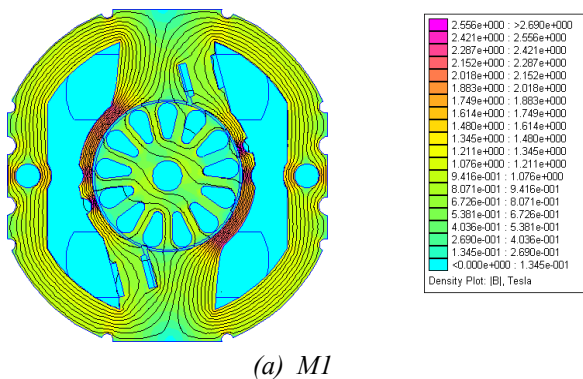 2.556e+000 : >2.690e+000
2.421e+000 : 2.556e+000
2.287e+000 : 2.421e+000
2.152e+000 : 2.287e+000
2.018e+000 : 2.152e+000
1.883e+000 : 2.018e+000
1.749e+000 : 1.883e+000
1.614e+000 : 1.749e+000
1.480e+000 : 1.614e+000
1.345e+000 : 1.480e+000
1.211e+000 : 1.345e+000
1.076e+000 : 1.211e+000
9.416e-001 : 1.076e+000
8.071e-001 : 9.416e-001
6.726e-001 : 8.071e-001
5.381e-001 : 6.726e-001
4.036e-001 : 5.381e-001
2.690e-001 : 4.036e-001
1.345e-001 : 2.690e-001
<0.000e+000 : 1.345e-001
Density Plot: |B|, Tesla
(a) M1